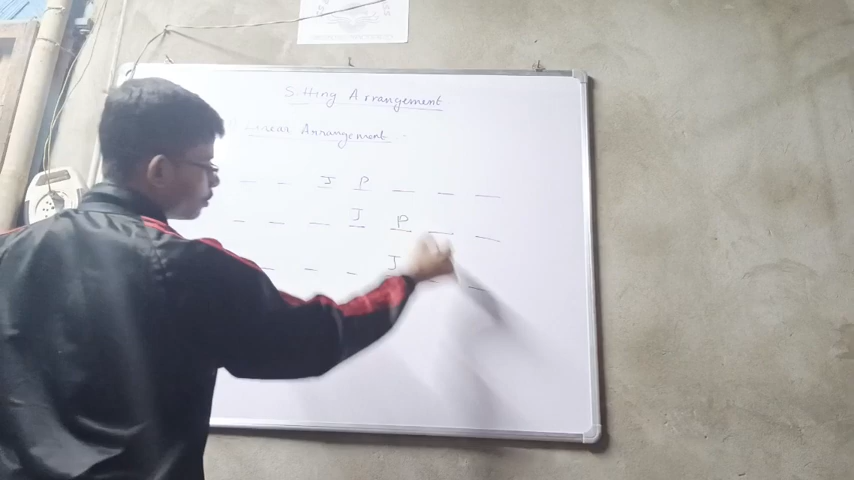 Sitting Arrangement
Linear Arrangement -
_ _ J P _ _ _
_ _ _ J P _ _
_ _ _ J _